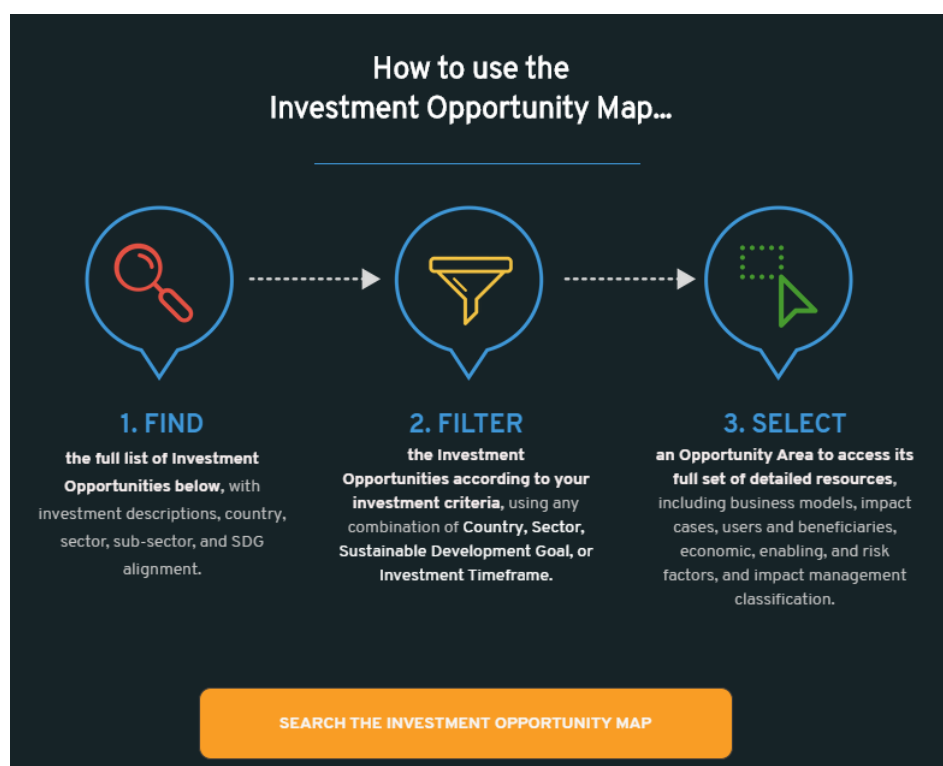 How to use the
Investment Opportunity Map...
1. FIND
the full list of Investment
Opportunities below, with
investment descriptions, country,
sector, sub-sector, and SDG
alignment.
2. FILTER
the Investment
Opportunities according to your
investment criteria, using any
combination of Country, Sector,
Sustainable Development Goal, or
Investment Timeframe.
3. SELECT
an Opportunity Area to access its
full set of detailed resources,
including business models, impact
cases, users and beneficiaries,
economic, enabling, and risk
factors, and impact management
classification.
SEARCH THE INVESTMENT OPPORTUNITY MAP